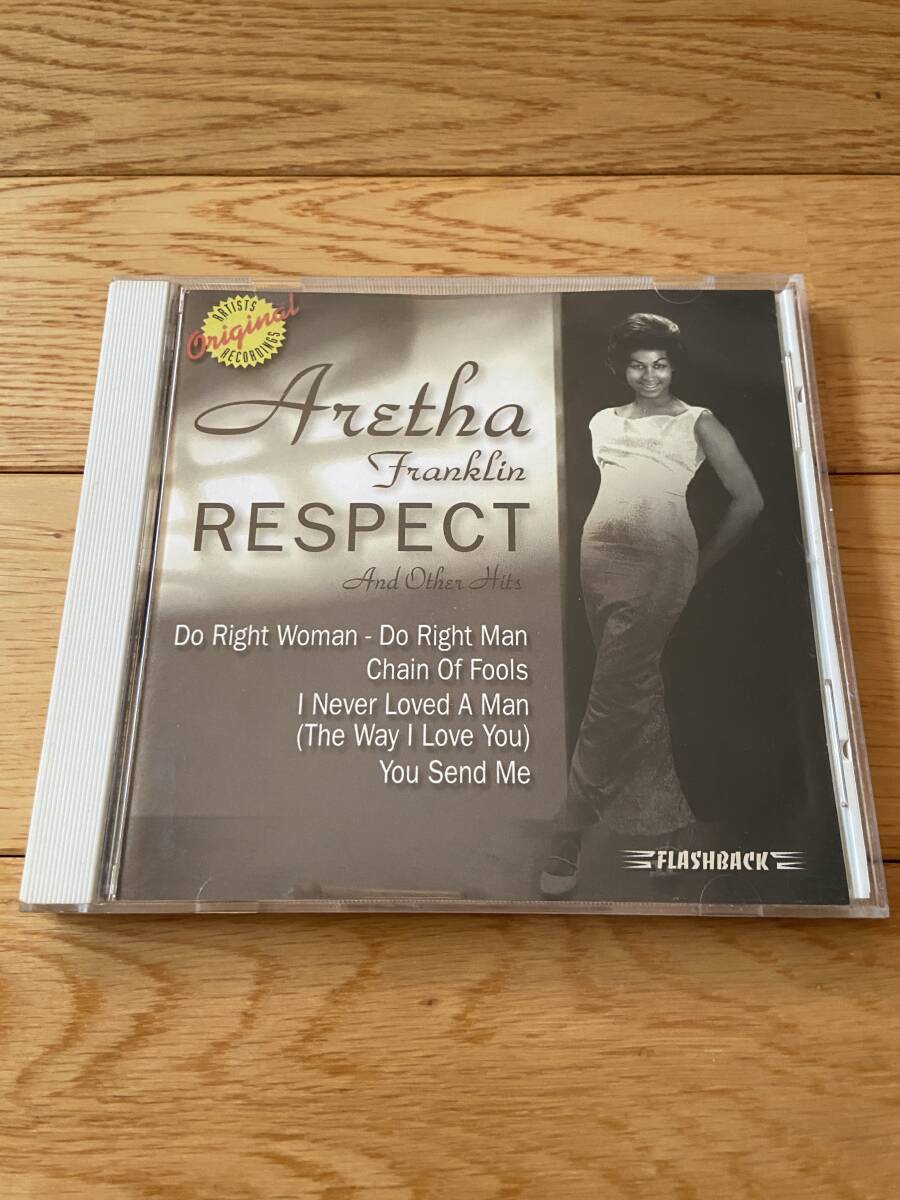 ARTISTS
Original
RECORDINGS
Aretha
Franklin
RESPECT
And Other Hits
Do Right Woman - Do Right Man
Chain Of Fools
I Never Loved A Man
(The Way I Love You)
You Send Me
FLASHBACK